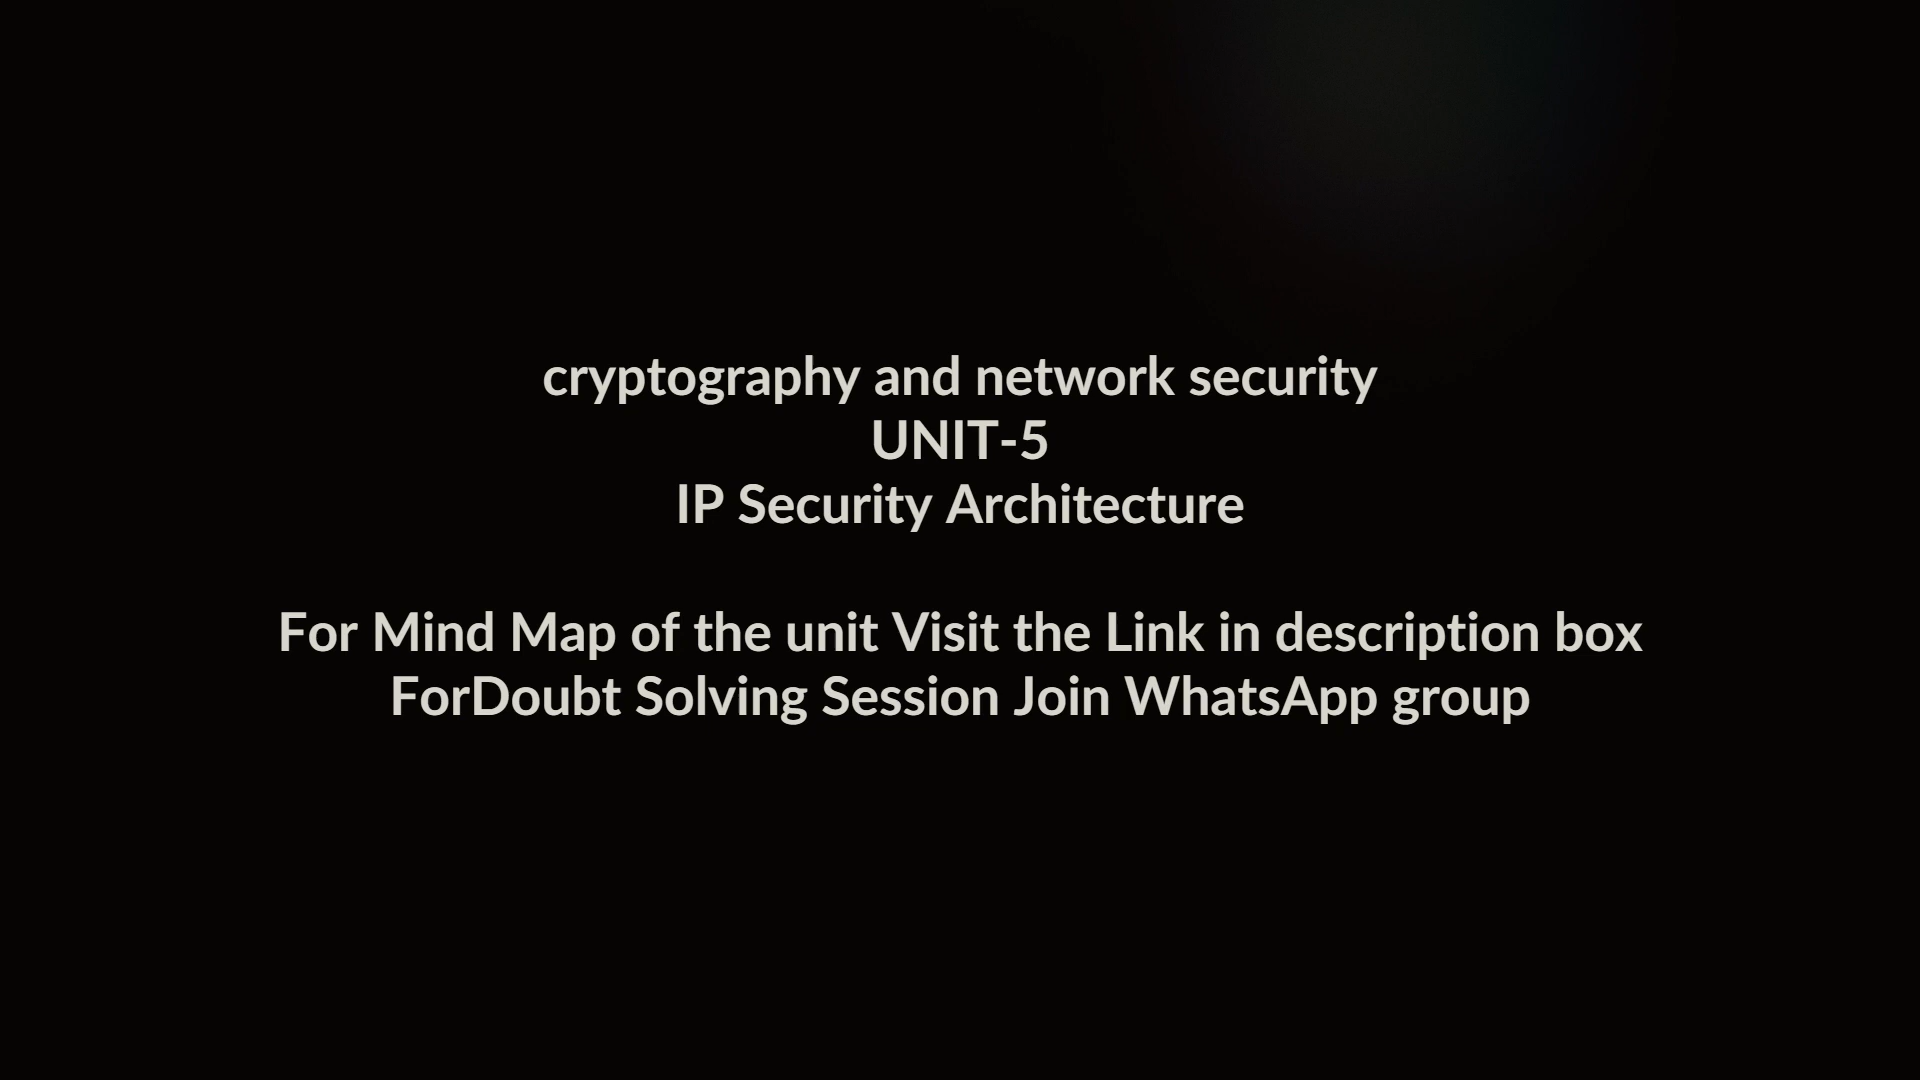 cryptography and network security
UNIT-5
IP Security Architecture
For Mind Map of the unit Visit the Link in description box
ForDoubt Solving Session Join WhatsApp group